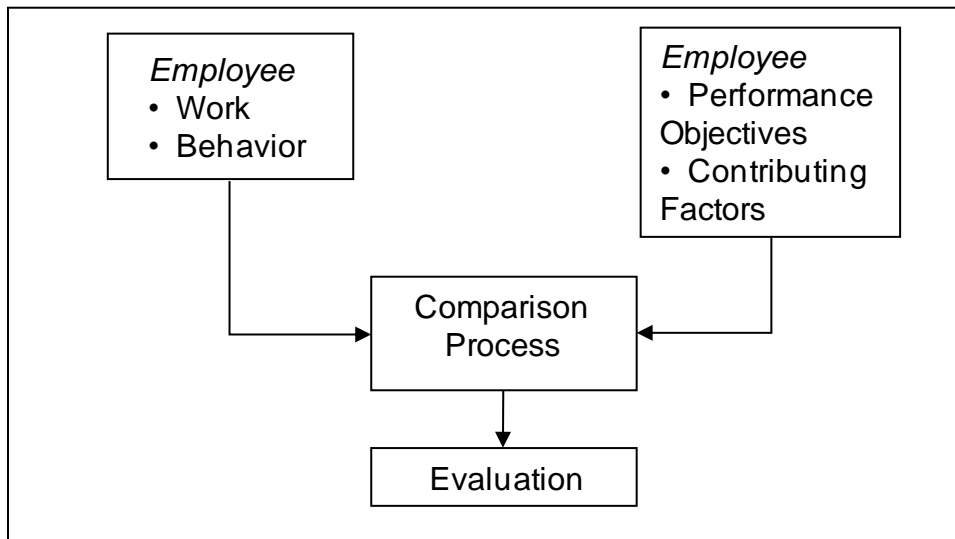 Employee
• Work
• Behavior
Employee
• Performance
Objectives
• Contributing
Factors
Comparison
Process
Evaluation